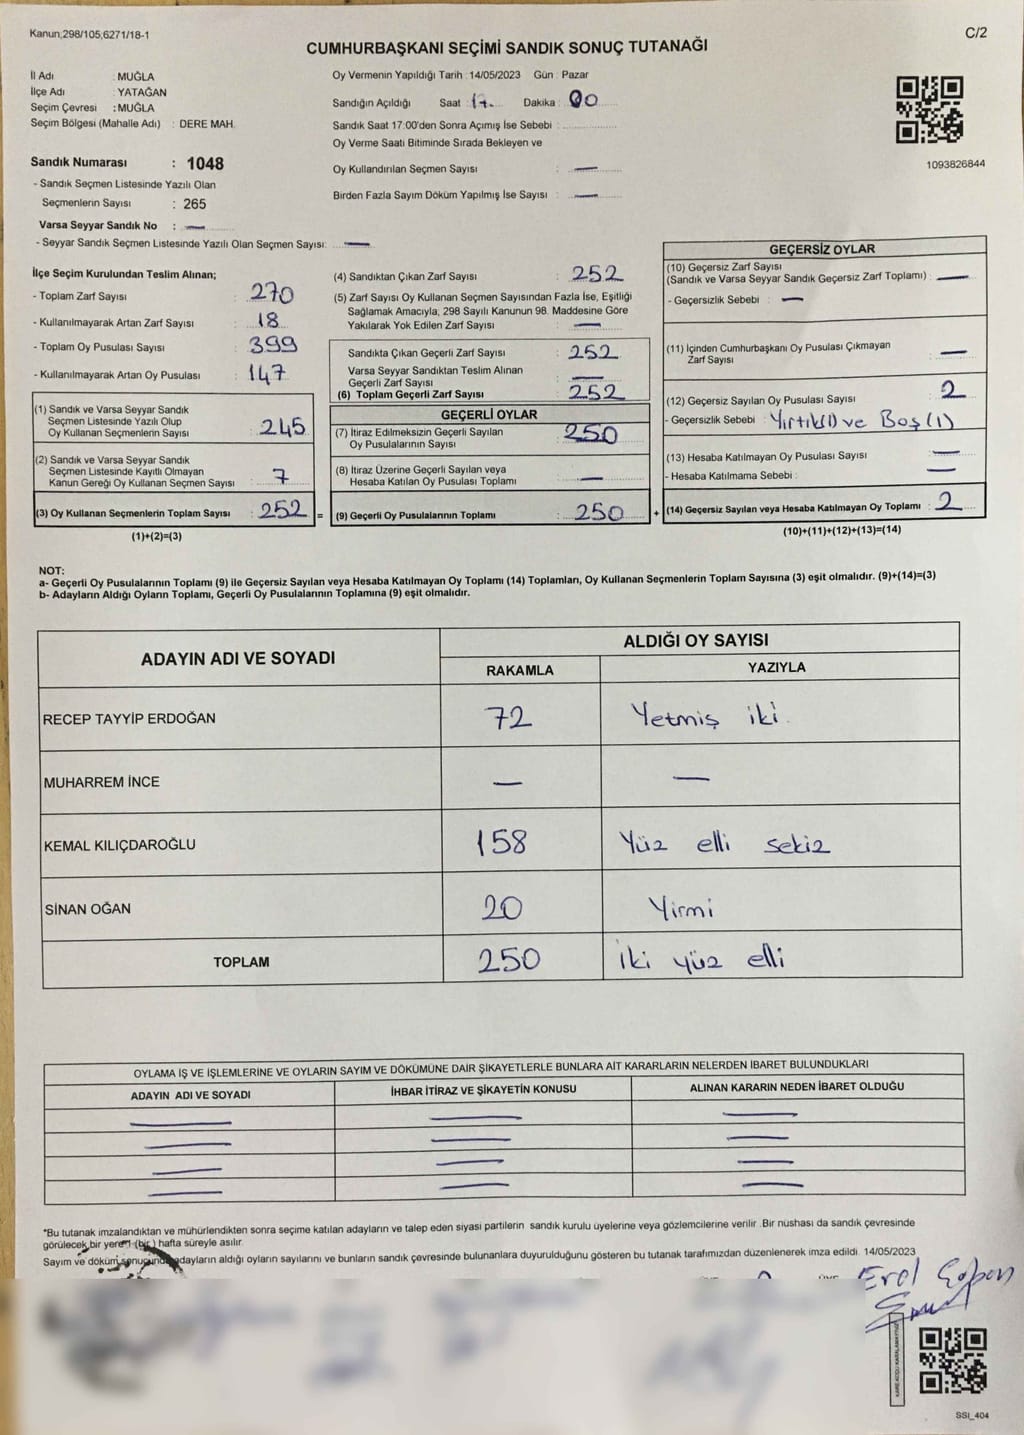 Kanun;298/105;6271/18-1
C/2
CUMHURBAŞKANI SEÇİMİ SANDIK SONUÇ TUTANAĞI
İl Adı : MUĞLA
İlçe Adı : YATAĞAN
Seçim Çevresi : MUĞLA
Seçim Bölgesi (Mahalle Adı) : DERE MAH.
Oy Vermenin Yapıldığı Tarih : 14/05/2023 Gün : Pazar
Sandığın Açıldığı Saat : 17 Dakika : 00
Sandık Saat 17:00'den Sonra Açımış İse Sebebi :
Oy Verme Saati Bitiminde Sırada Bekleyen ve
Oy Kullandırılan Seçmen Sayısı : —
Birden Fazla Sayım Döküm Yapılmış İse Sayısı : —
1093826844
Sandık Numarası : 1048
- Sandık Seçmen Listesinde Yazılı Olan
Seçmenlerin Sayısı : 265
Varsa Seyyar Sandık No : —
- Seyyar Sandık Seçmen Listesinde Yazılı Olan Seçmen Sayısı: —
İlçe Seçim Kurulundan Teslim Alınan;
- Toplam Zarf Sayısı : 270
- Kullanılmayarak Artan Zarf Sayısı : 18
- Toplam Oy Pusulası Sayısı : 399
- Kullanılmayarak Artan Oy Pusulası : 147
(1) Sandık ve Varsa Seyyar Sandık
Seçmen Listesinde Yazılı Olup
Oy Kullanan Seçmenlerin Sayısı : 245
(2) Sandık ve Varsa Seyyar Sandık
Seçmen Listesinde Kayıtlı Olmayan
Kanun Gereği Oy Kullanan Seçmen Sayısı : 7
(3) Oy Kullanan Seçmenlerin Toplam Sayısı : 252 =
(1)+(2)=(3)
(4) Sandıktan Çıkan Zarf Sayısı : 252
(5) Zarf Sayısı Oy Kullanan Seçmen Sayısından Fazla İse, Eşitliği
Sağlamak Amacıyla, 298 Sayılı Kanunun 98. Maddesine Göre
Yakılarak Yok Edilen Zarf Sayısı : —
Sandıkta Çıkan Geçerli Zarf Sayısı : 252
Varsa Seyyar Sandıktan Teslim Alınan
Geçerli Zarf Sayısı : —
(6) Toplam Geçerli Zarf Sayısı : 252
GEÇERLİ OYLAR
(7) İtiraz Edilmeksizin Geçerli Sayılan
Oy Pusulalarının Sayısı : 250
(8) İtiraz Üzerine Geçerli Sayılan veya
Hesaba Katılan Oy Pusulası Toplamı : —
(9) Geçerli Oy Pusulalarının Toplamı : 250 +
GEÇERSİZ OYLAR
(10) Geçersiz Zarf Sayısı
(Sandık ve Varsa Seyyar Sandık Geçersiz Zarf Toplamı) : —
- Geçersizlik Sebebi : —
(11) İçinden Cumhurbaşkanı Oy Pusulası Çıkmayan
Zarf Sayısı : —
(12) Geçersiz Sayılan Oy Pusulası Sayısı : 2
- Geçersizlik Sebebi : Yırtık(1) ve Boş (1)
(13) Hesaba Katılmayan Oy Pusulası Sayısı : —
- Hesaba Katılmama Sebebi : —
(14) Geçersiz Sayılan veya Hesaba Katılmayan Oy Toplamı : 2
(10)+(11)+(12)+(13)=(14)
NOT:
a- Geçerli Oy Pusulalarının Toplamı (9) ile Geçersiz Sayılan veya Hesaba Katılmayan Oy Toplamı (14) Toplamları, Oy Kullanan Seçmenlerin Toplam Sayısına (3) eşit olmalıdır. (9)+(14)=(3)
b- Adayların Aldığı Oyların Toplamı, Geçerli Oy Pusulalarının Toplamına (9) eşit olmalıdır.
ADAYIN ADI VE SOYADI ALDIĞI OY SAYISI
RAKAMLA YAZIYLA
RECEP TAYYİP ERDOĞAN 72 Yetmiş iki
MUHARREM İNCE — —
KEMAL KILIÇDAROĞLU 158 Yüz elli sekiz
SİNAN OĞAN 20 Yirmi
TOPLAM 250 İki yüz elli
OYLAMA İŞ VE İŞLEMLERİNE VE OYLARIN SAYIM VE DÖKÜMÜNE DAİR ŞİKAYETLERLE BUNLARA AİT KARARLARIN NELERDEN İBARET BULUNDUKLARI
ADAYIN ADI VE SOYADI İHBAR İTİRAZ VE ŞİKAYETİN KONUSU ALINAN KARARIN NEDEN İBARET OLDUĞU
— — —
— — —
— — —
— — —
*Bu tutanak imzalandıktan ve mühürlendikten sonra seçime katılan adayların ve talep eden siyasi partilerin sandık kurulu üyelerine veya gözlemcilerine verilir. Bir nüshası da sandık çevresinde
görülecek bir yere 1 (bir) hafta süreyle asılır.
Sayım ve döküm sonucunda adayların aldığı oyların sayılarını ve bunların sandık çevresinde bulunanlara duyurulduğunu gösteren bu tutanak tarafımızdan düzenlenerek imza edildi. 14/05/2023
Erol
SSI_404